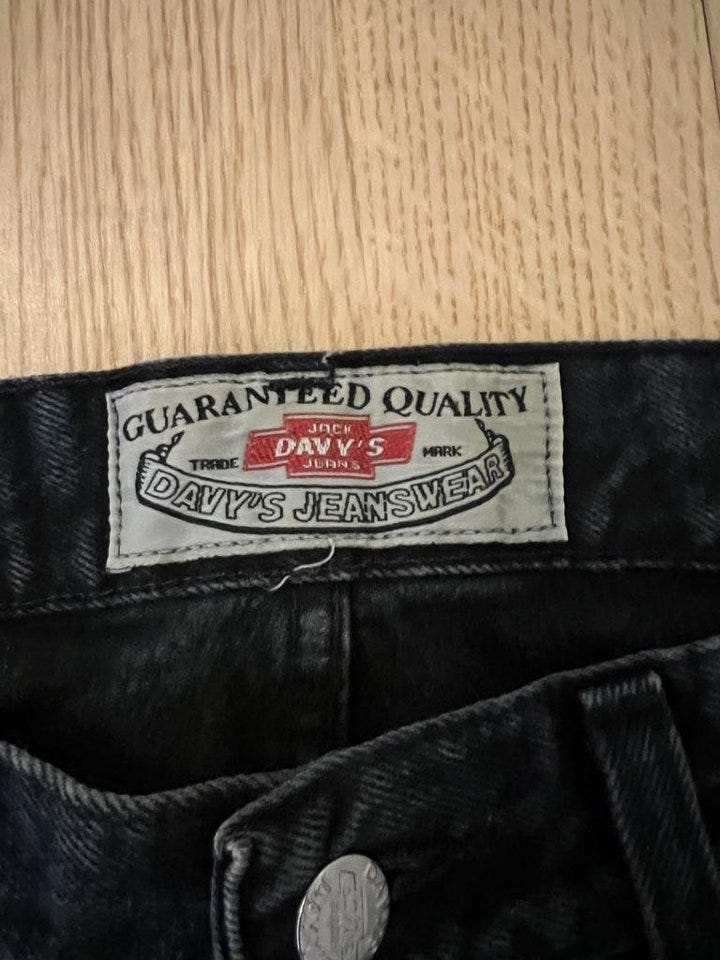 GUARANTEED QUALITY
JACK
DAVY'S
JEANS
TRADE MARK
DAVY'S JEANSWEAR